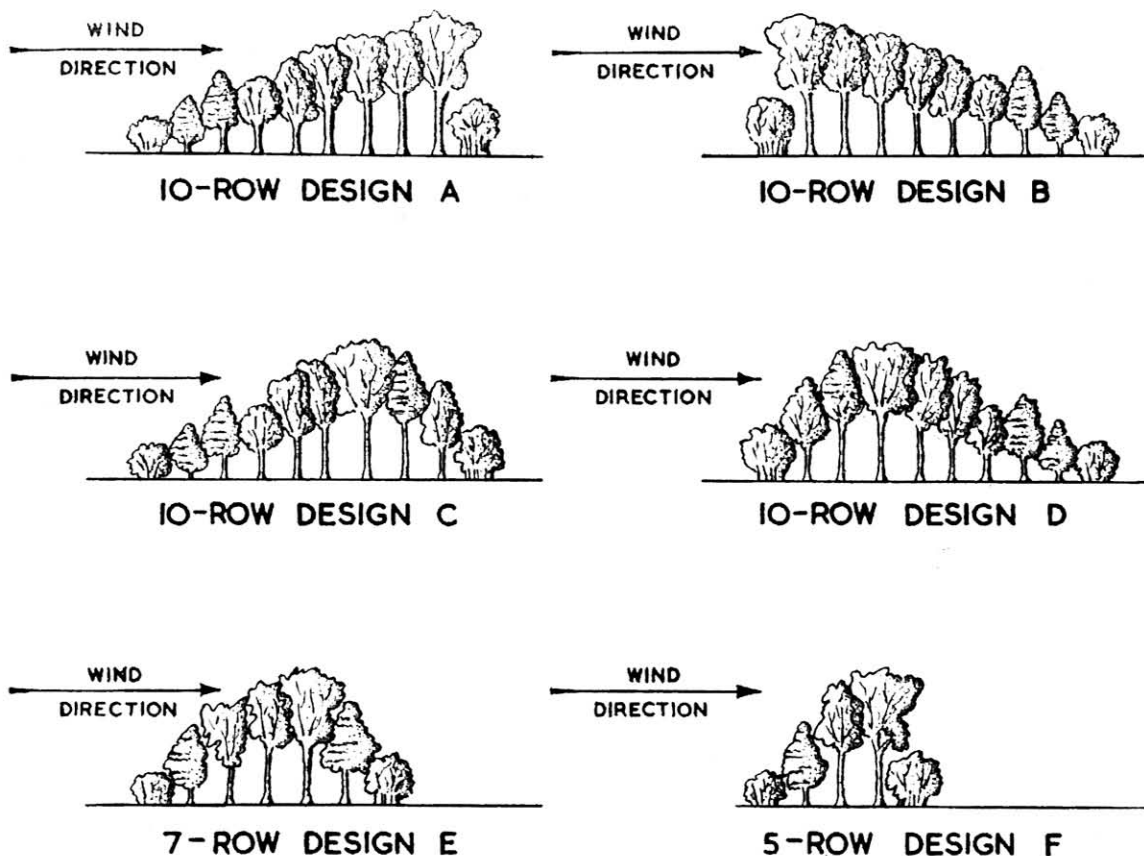 WIND
DIRECTION
10-ROW DESIGN A
WIND
DIRECTION
10-ROW DESIGN B
WIND
DIRECTION
10-ROW DESIGN C
WIND
DIRECTION
10-ROW DESIGN D
WIND
DIRECTION
7-ROW DESIGN E
WIND
DIRECTION
5-ROW DESIGN F